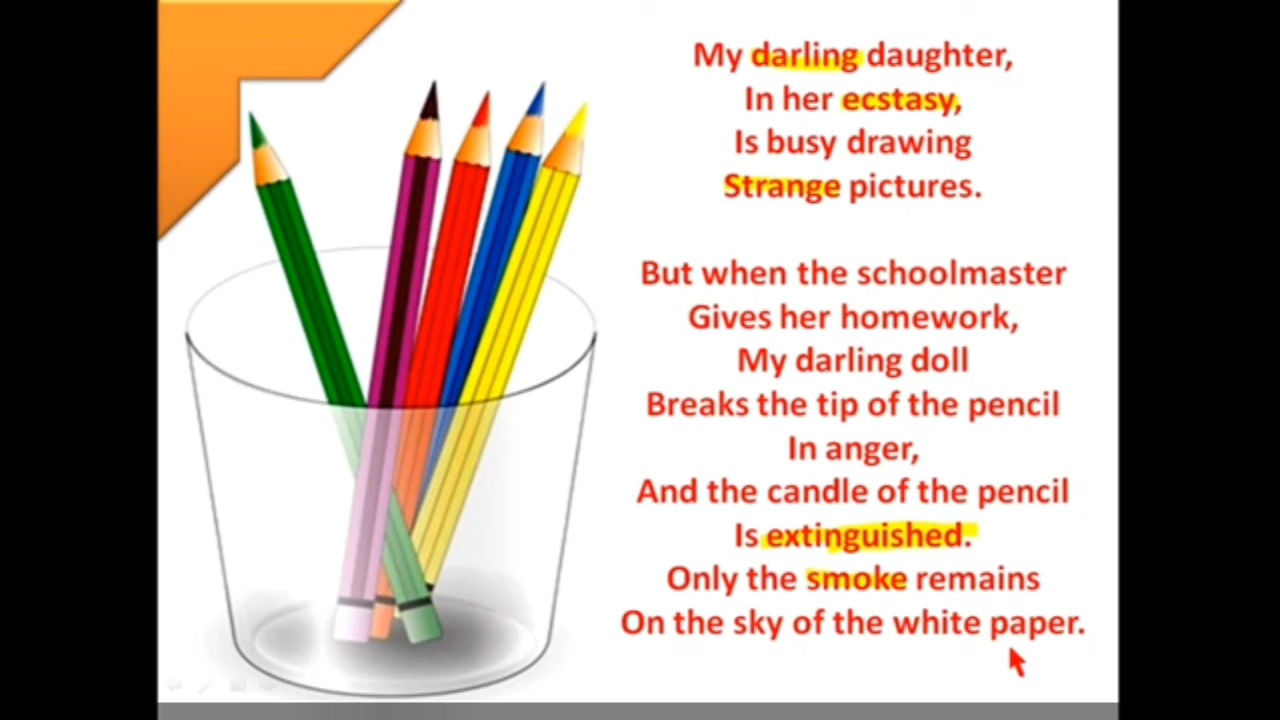 My darling daughter,
In her ecstasy,
Is busy drawing
Strange pictures.
But when the schoolmaster
Gives her homework,
My darling doll
Breaks the tip of the pencil
In anger,
And the candle of the pencil
Is extinguished.
Only the smoke remains
On the sky of the white paper.